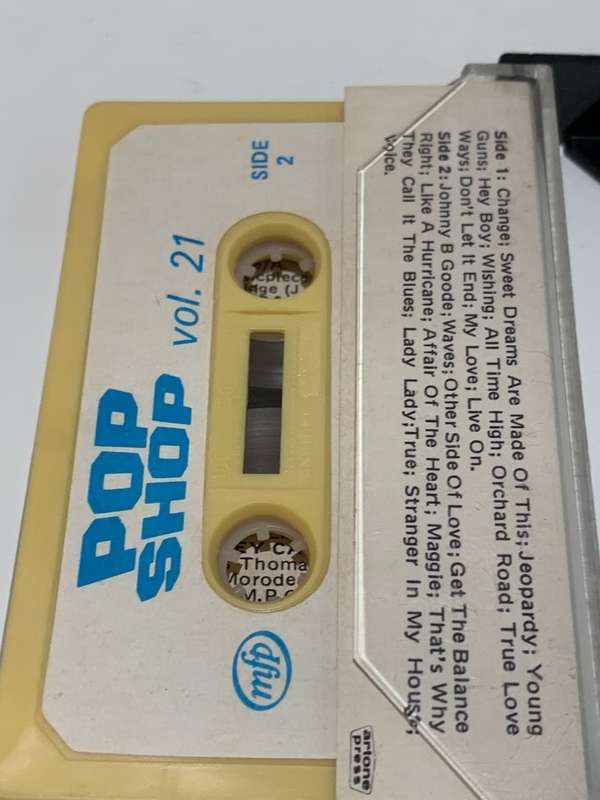 Side 1: Change; Sweet Dreams Are Made Of This; Jeopardy; Young
Guns; Hey Boy; Wishing; All Time High; Orchard Road; True Love
Ways; Don't Let It End; My Love; Live On.
Side 2: Johnny B Goode; Waves; Other Side Of Love; Get The Balance
Right; Like A Hurricane; Affair Of The Heart; Maggie; That's Why
They Call It The Blues; Lady Lady;True; Stranger In My House;
voice.
artone
press
SIDE
2
POP
SHOP vol. 21
mfp
Thoma
Morode
M.P.